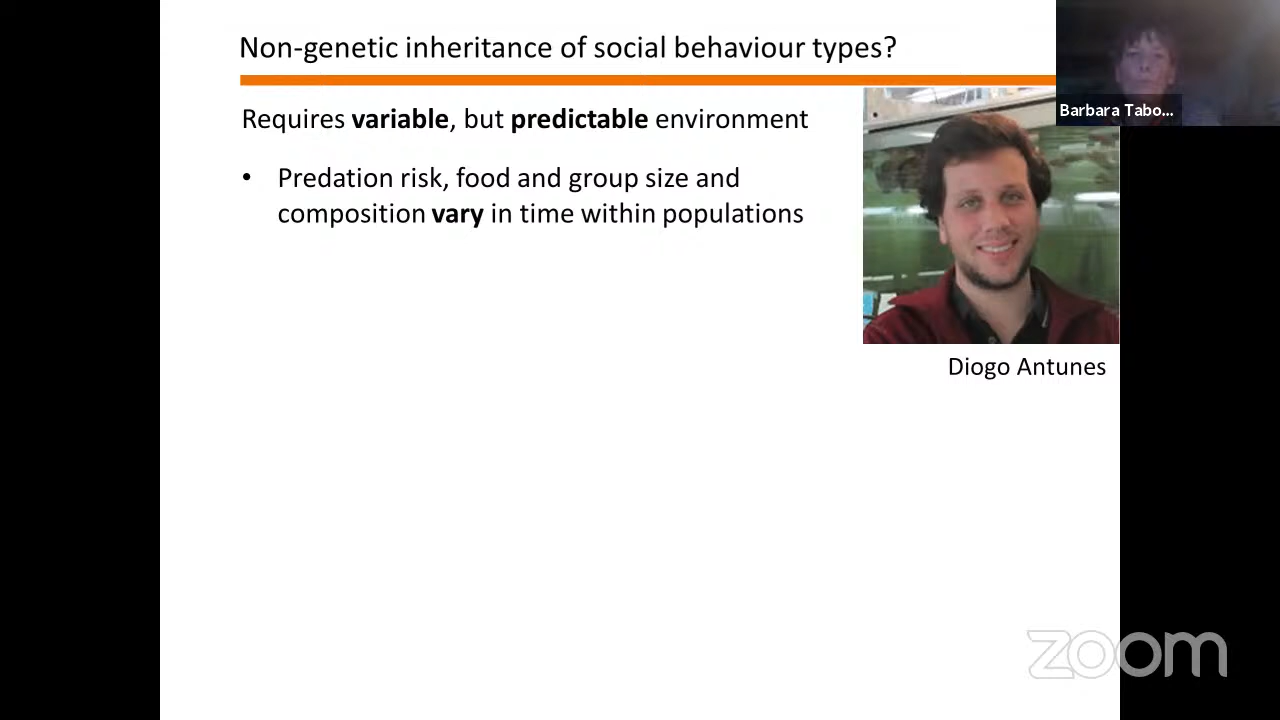 Non-genetic inheritance of social behaviour types?
Requires variable, but predictable environment
• Predation risk, food and group size and
composition vary in time within populations
Barbara Tabo...
Diogo Antunes
zoom